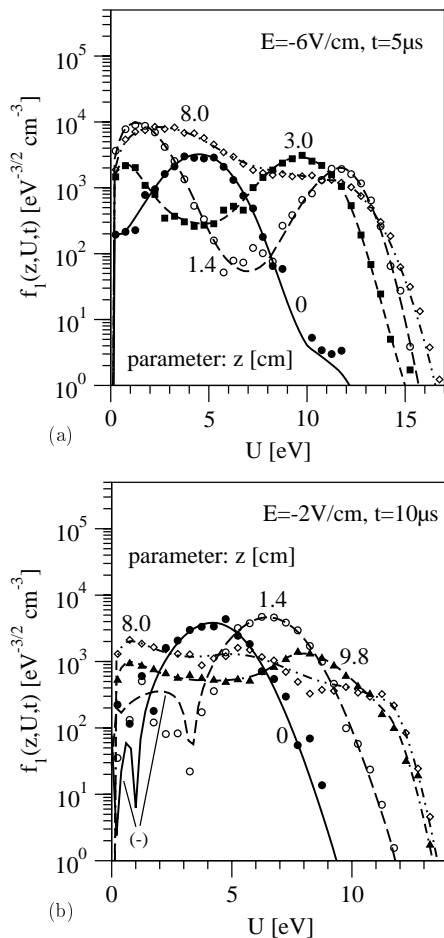 E=-6V/cm, t=5μs
10^5
10^4
10^3
10^2
10^1
10^0
f_1(z,U,t) [eV^-3/2 cm^-3]
8.0
3.0
1.4
0
parameter: z [cm]
0 5 10 15
(a)
U [eV]
E=-2V/cm, t=10μs
parameter: z [cm]
10^5
10^4
10^3
10^2
10^1
10^0
f_1(z,U,t) [eV^-3/2 cm^-3]
1.4
8.0
9.8
0
(-)
0 5 10
(b)
U [eV]